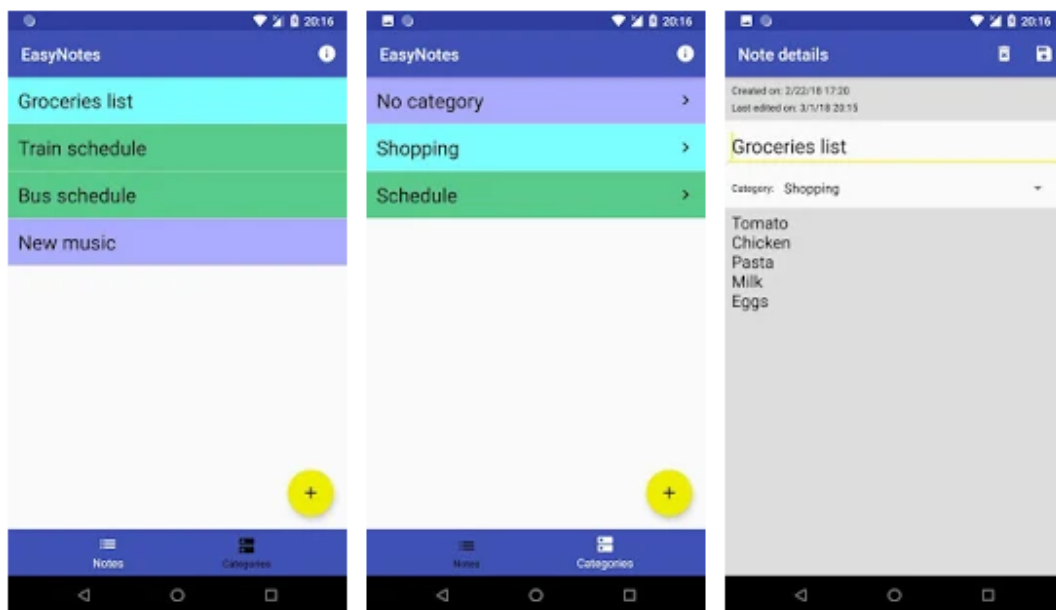 20:16
EasyNotes
Groceries list
Train schedule
Bus schedule
New music
+
Notes
Categories
20:16
EasyNotes
No category
Shopping
Schedule
+
Notes
Categories
20:16
Note details
Created on: 2/22/18 17:20
Last edited on: 3/1/18 20:15
Groceries list
Category: Shopping
Tomato
Chicken
Pasta
Milk
Eggs